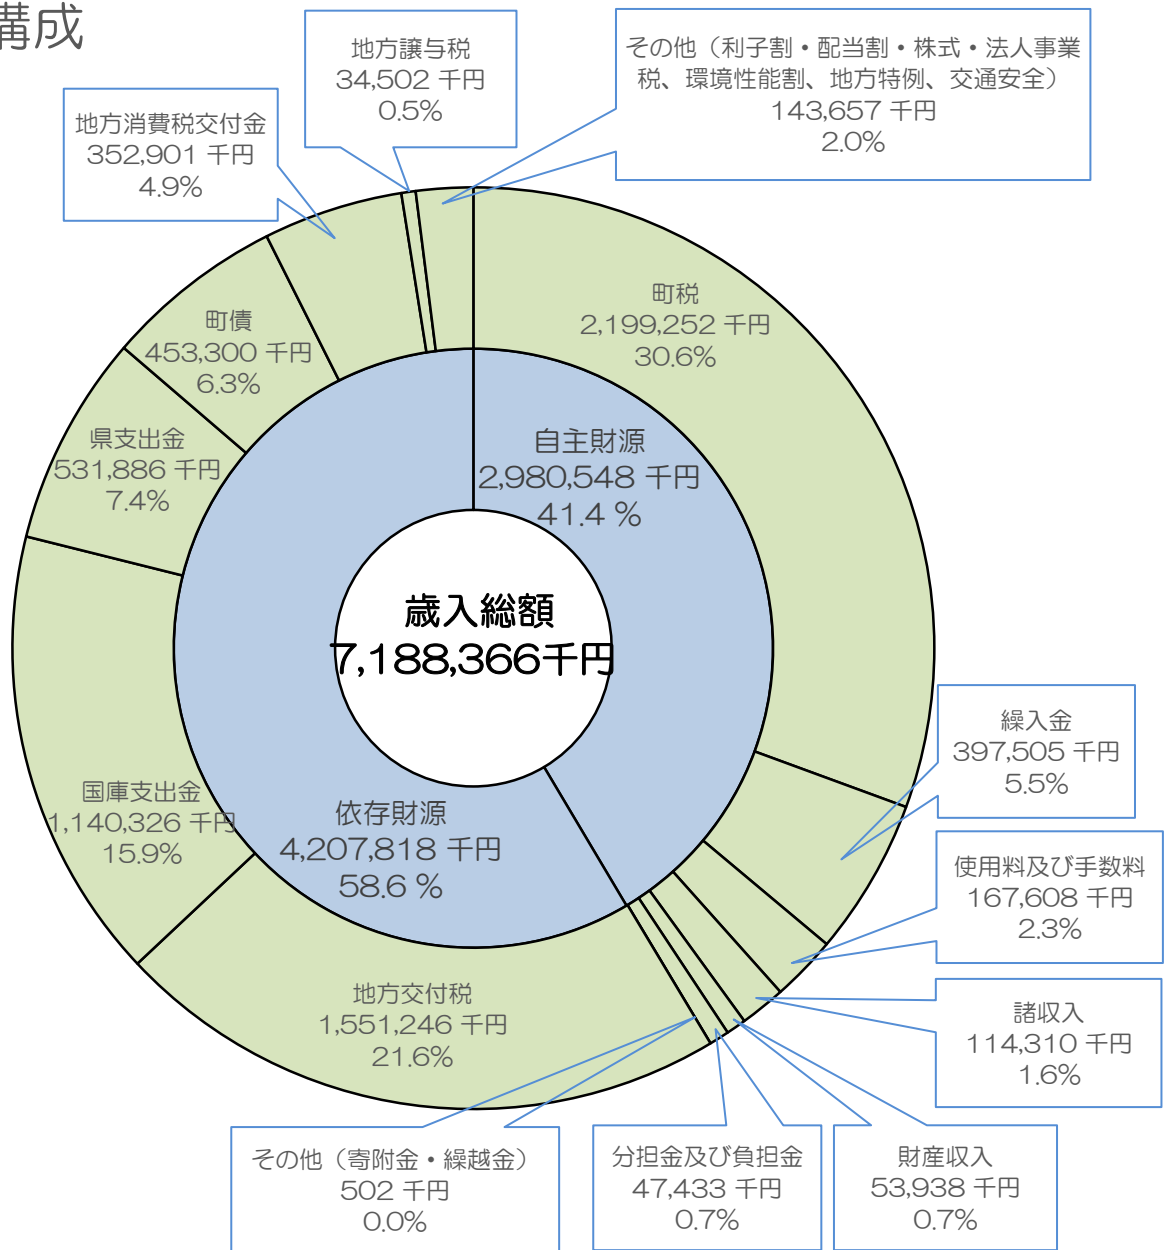 構成
地方譲与税
34,502 千円
0.5%
その他（利子割・配当割・株式・法人事業
税、環境性能割、地方特例、交通安全）
143,657 千円
2.0%
地方消費税交付金
352,901 千円
4.9%
町税
2,199,252 千円
30.6%
町債
453,300 千円
6.3%
県支出金
531,886 千円
7.4%
自主財源
2,980,548 千円
41.4 %
歳入総額
7,188,366千円
繰入金
397,505 千円
5.5%
国庫支出金
1,140,326 千円
15.9%
依存財源
4,207,818 千円
58.6 %
使用料及び手数料
167,608 千円
2.3%
地方交付税
1,551,246 千円
21.6%
諸収入
114,310 千円
1.6%
その他（寄附金・繰越金）
502 千円
0.0%
分担金及び負担金
47,433 千円
0.7%
財産収入
53,938 千円
0.7%